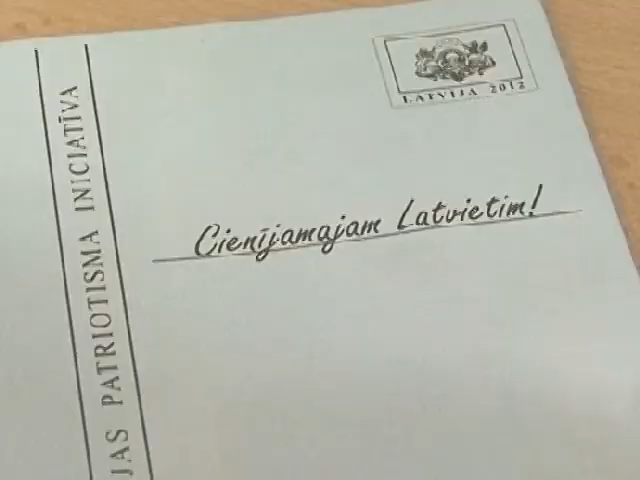 LATVIJA 2012
Cienījamajam Latvietim!
JAS PATRIOTISMA INICIATĪVA